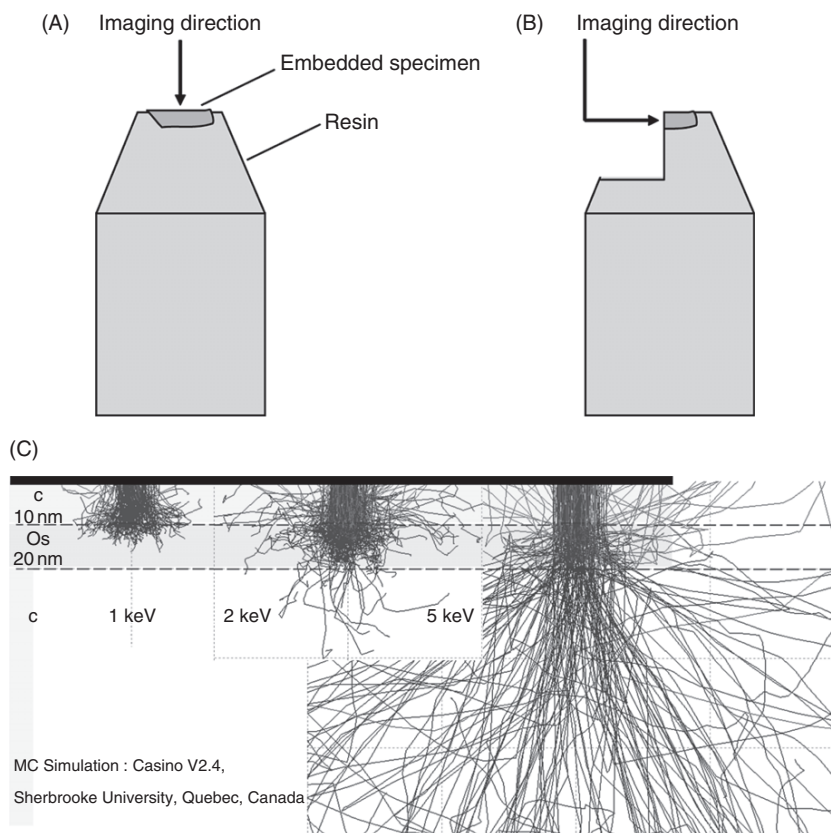 (A)
Imaging direction
Embedded specimen
Resin
(B)
Imaging direction
(C)
c
10 nm
Os
20 nm
c
1 keV
2 keV
5 keV
MC Simulation : Casino V2.4,
Sherbrooke University, Quebec, Canada